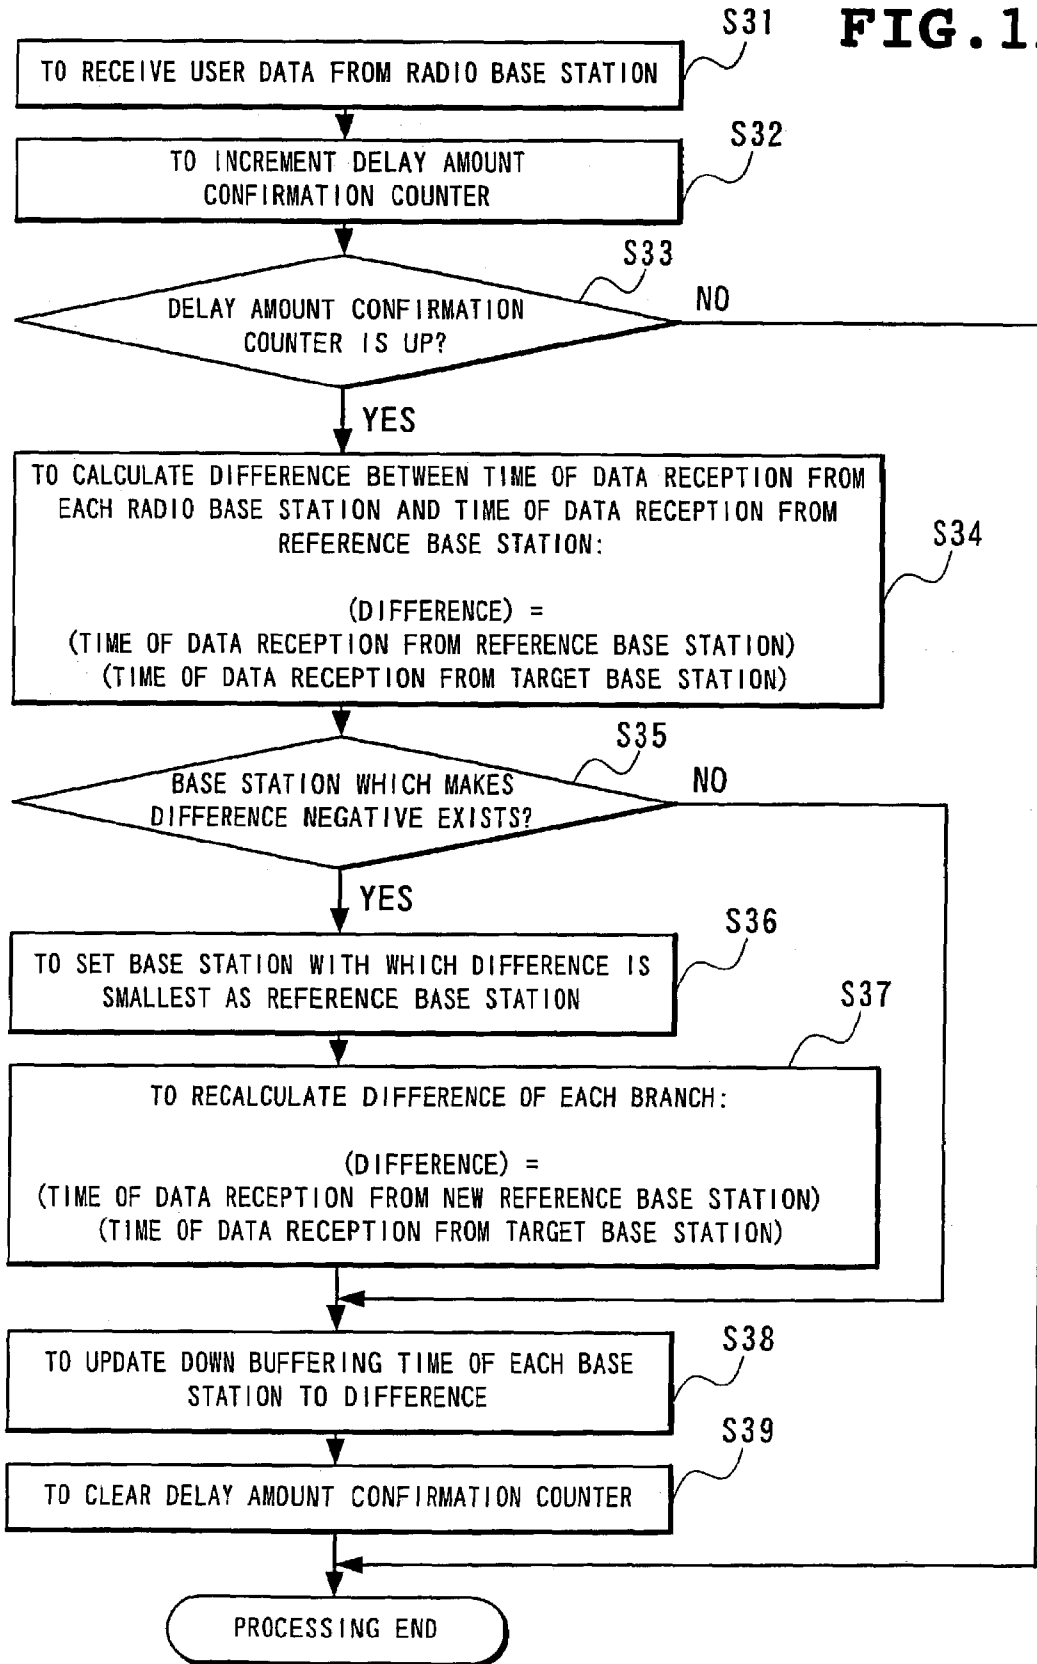 FIG.1
S31
TO RECEIVE USER DATA FROM RADIO BASE STATION
S32
TO INCREMENT DELAY AMOUNT
CONFIRMATION COUNTER
S33
DELAY AMOUNT CONFIRMATION
COUNTER IS UP?
NO
YES
TO CALCULATE DIFFERENCE BETWEEN TIME OF DATA RECEPTION FROM
EACH RADIO BASE STATION AND TIME OF DATA RECEPTION FROM
REFERENCE BASE STATION:
(DIFFERENCE) =
(TIME OF DATA RECEPTION FROM REFERENCE BASE STATION)
(TIME OF DATA RECEPTION FROM TARGET BASE STATION)
S34
S35
BASE STATION WHICH MAKES
DIFFERENCE NEGATIVE EXISTS?
NO
YES
S36
TO SET BASE STATION WITH WHICH DIFFERENCE IS
SMALLEST AS REFERENCE BASE STATION
S37
TO RECALCULATE DIFFERENCE OF EACH BRANCH:
(DIFFERENCE) =
(TIME OF DATA RECEPTION FROM NEW REFERENCE BASE STATION)
(TIME OF DATA RECEPTION FROM TARGET BASE STATION)
S38
TO UPDATE DOWN BUFFERING TIME OF EACH BASE
STATION TO DIFFERENCE
S39
TO CLEAR DELAY AMOUNT CONFIRMATION COUNTER
PROCESSING END